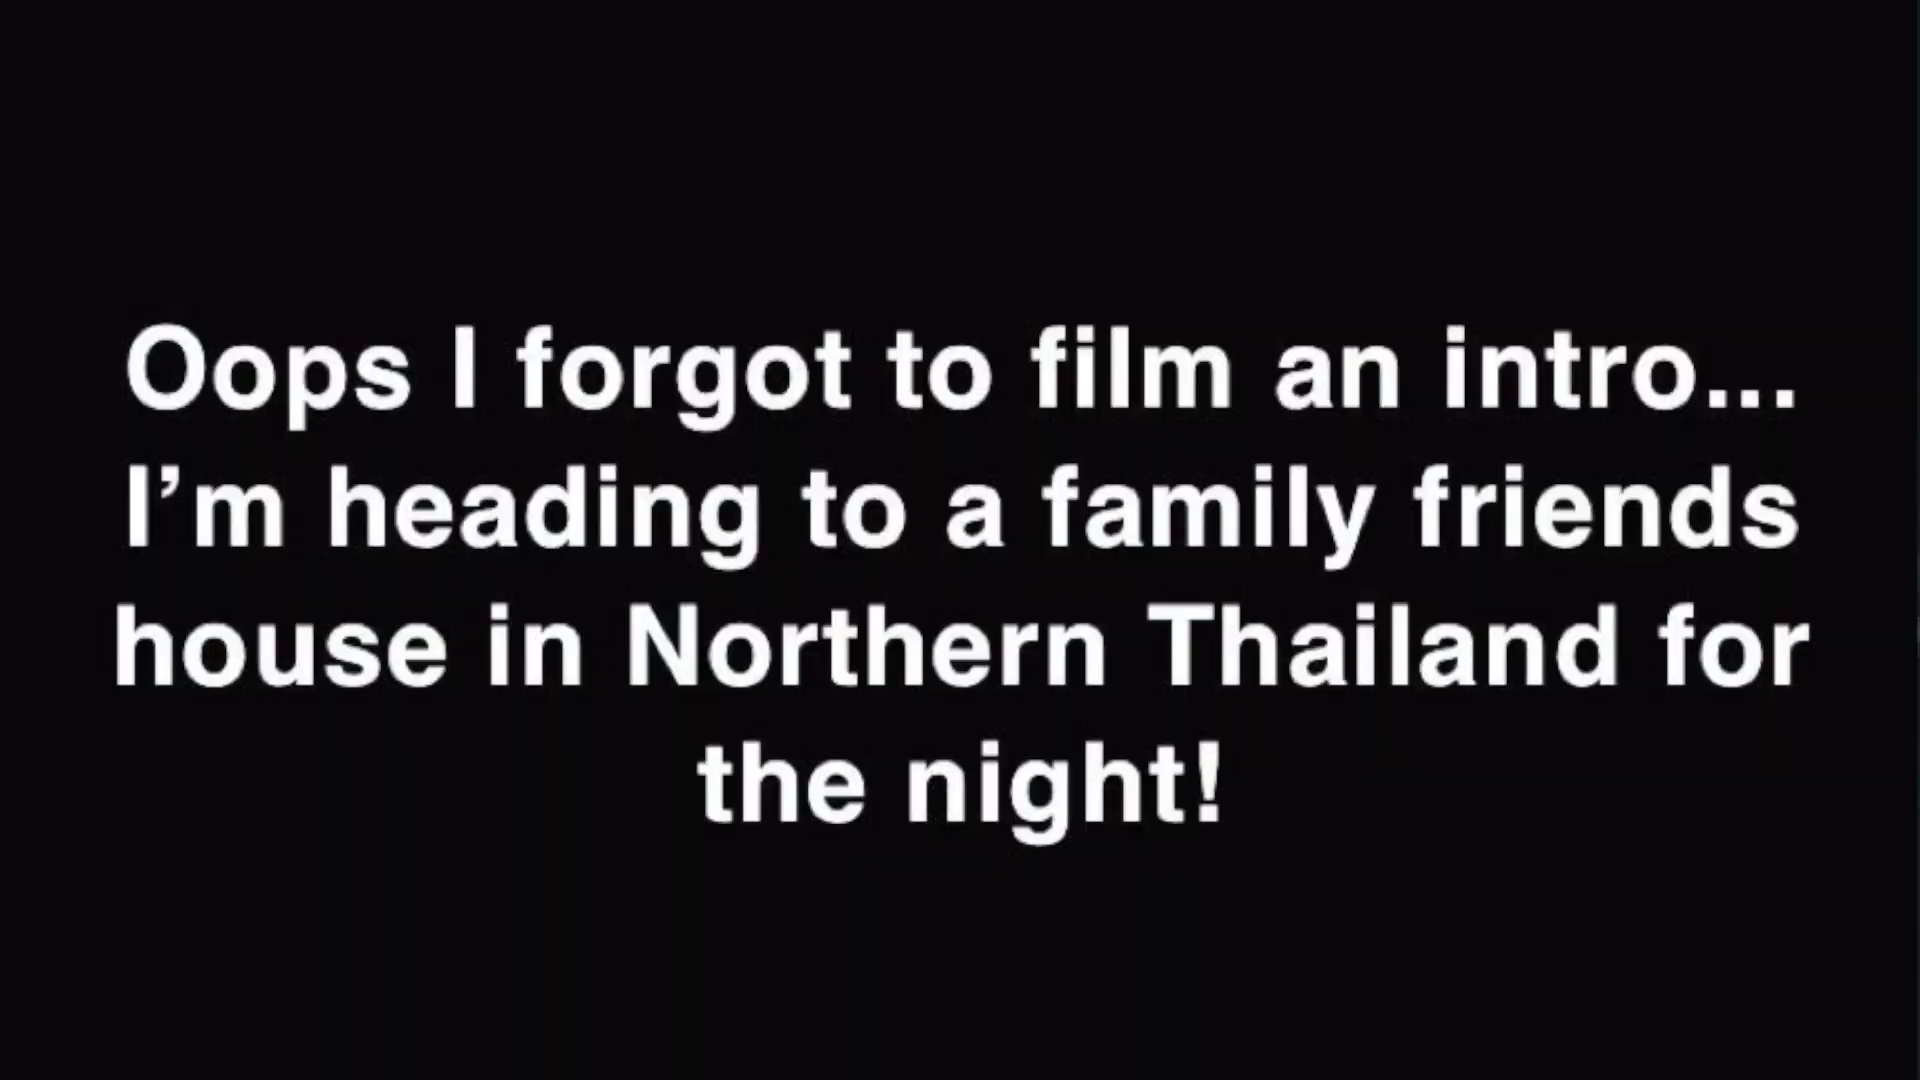 Oops I forgot to film an intro...
I’m heading to a family friends
house in Northern Thailand for
the night!